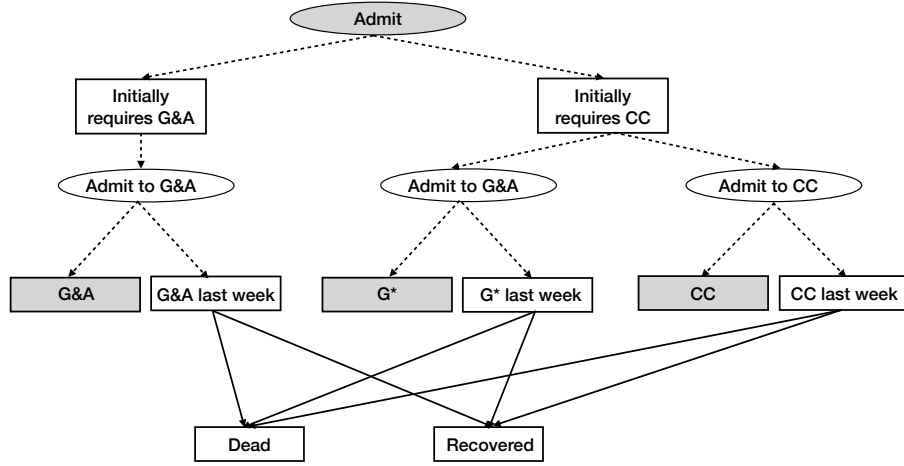 Admit
Initially
requires G&A
Initially
requires CC
Admit to G&A
Admit to G&A
Admit to CC
G&A
G&A last week
G*
G* last week
CC
CC last week
Dead
Recovered